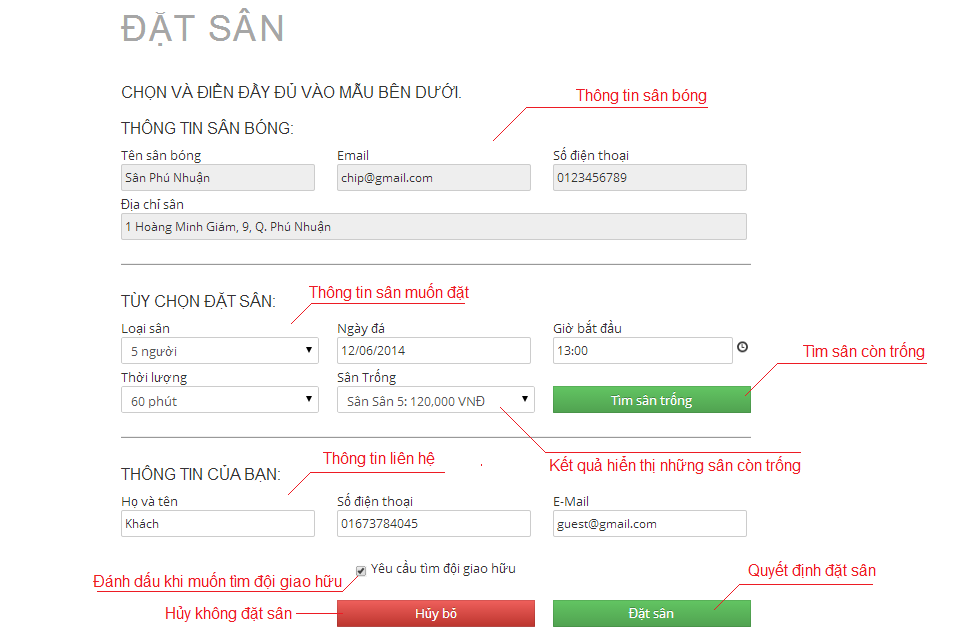 ĐẶT SÂN
CHỌN VÀ ĐIỀN ĐẦY ĐỦ VÀO MẪU BÊN DƯỚI.
Thông tin sân bóng
THÔNG TIN SÂN BÓNG:
Tên sân bóng Email Số điện thoại
Sân Phú Nhuận chip@gmail.com 0123456789
Địa chỉ sân
1 Hoàng Minh Giám, 9, Q. Phú Nhuận
Thông tin sân muốn đặt
TÙY CHỌN ĐẶT SÂN:
Loại sân Ngày đá Giờ bắt đầu
5 người 12/06/2014 13:00
Tìm sân còn trống
Thời lượng Sân Trống
60 phút Sân Sân 5: 120,000 VNĐ Tìm sân trống
Thông tin liên hệ
Kết quả hiển thị những sân còn trống
THÔNG TIN CỦA BẠN:
Họ và tên Số điện thoại E-Mail
Khách 01673784045 guest@gmail.com
Yêu cầu tìm đội giao hữu
Quyết định đặt sân
Đánh dấu khi muốn tìm đội giao hưu
Hủy không đặt sân Hủy bỏ Đặt sân